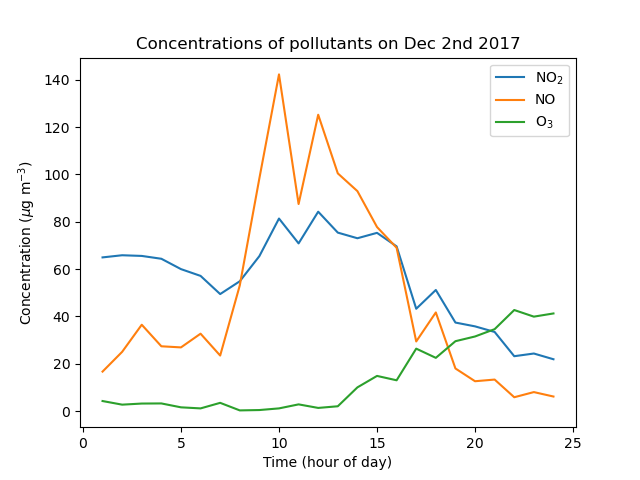 Concentrations of pollutants on Dec 2nd 2017
NO₂
NO
O₃
Concentration (μg m⁻³)
140
120
100
80
60
40
20
0
0 5 10 15 20 25
Time (hour of day)